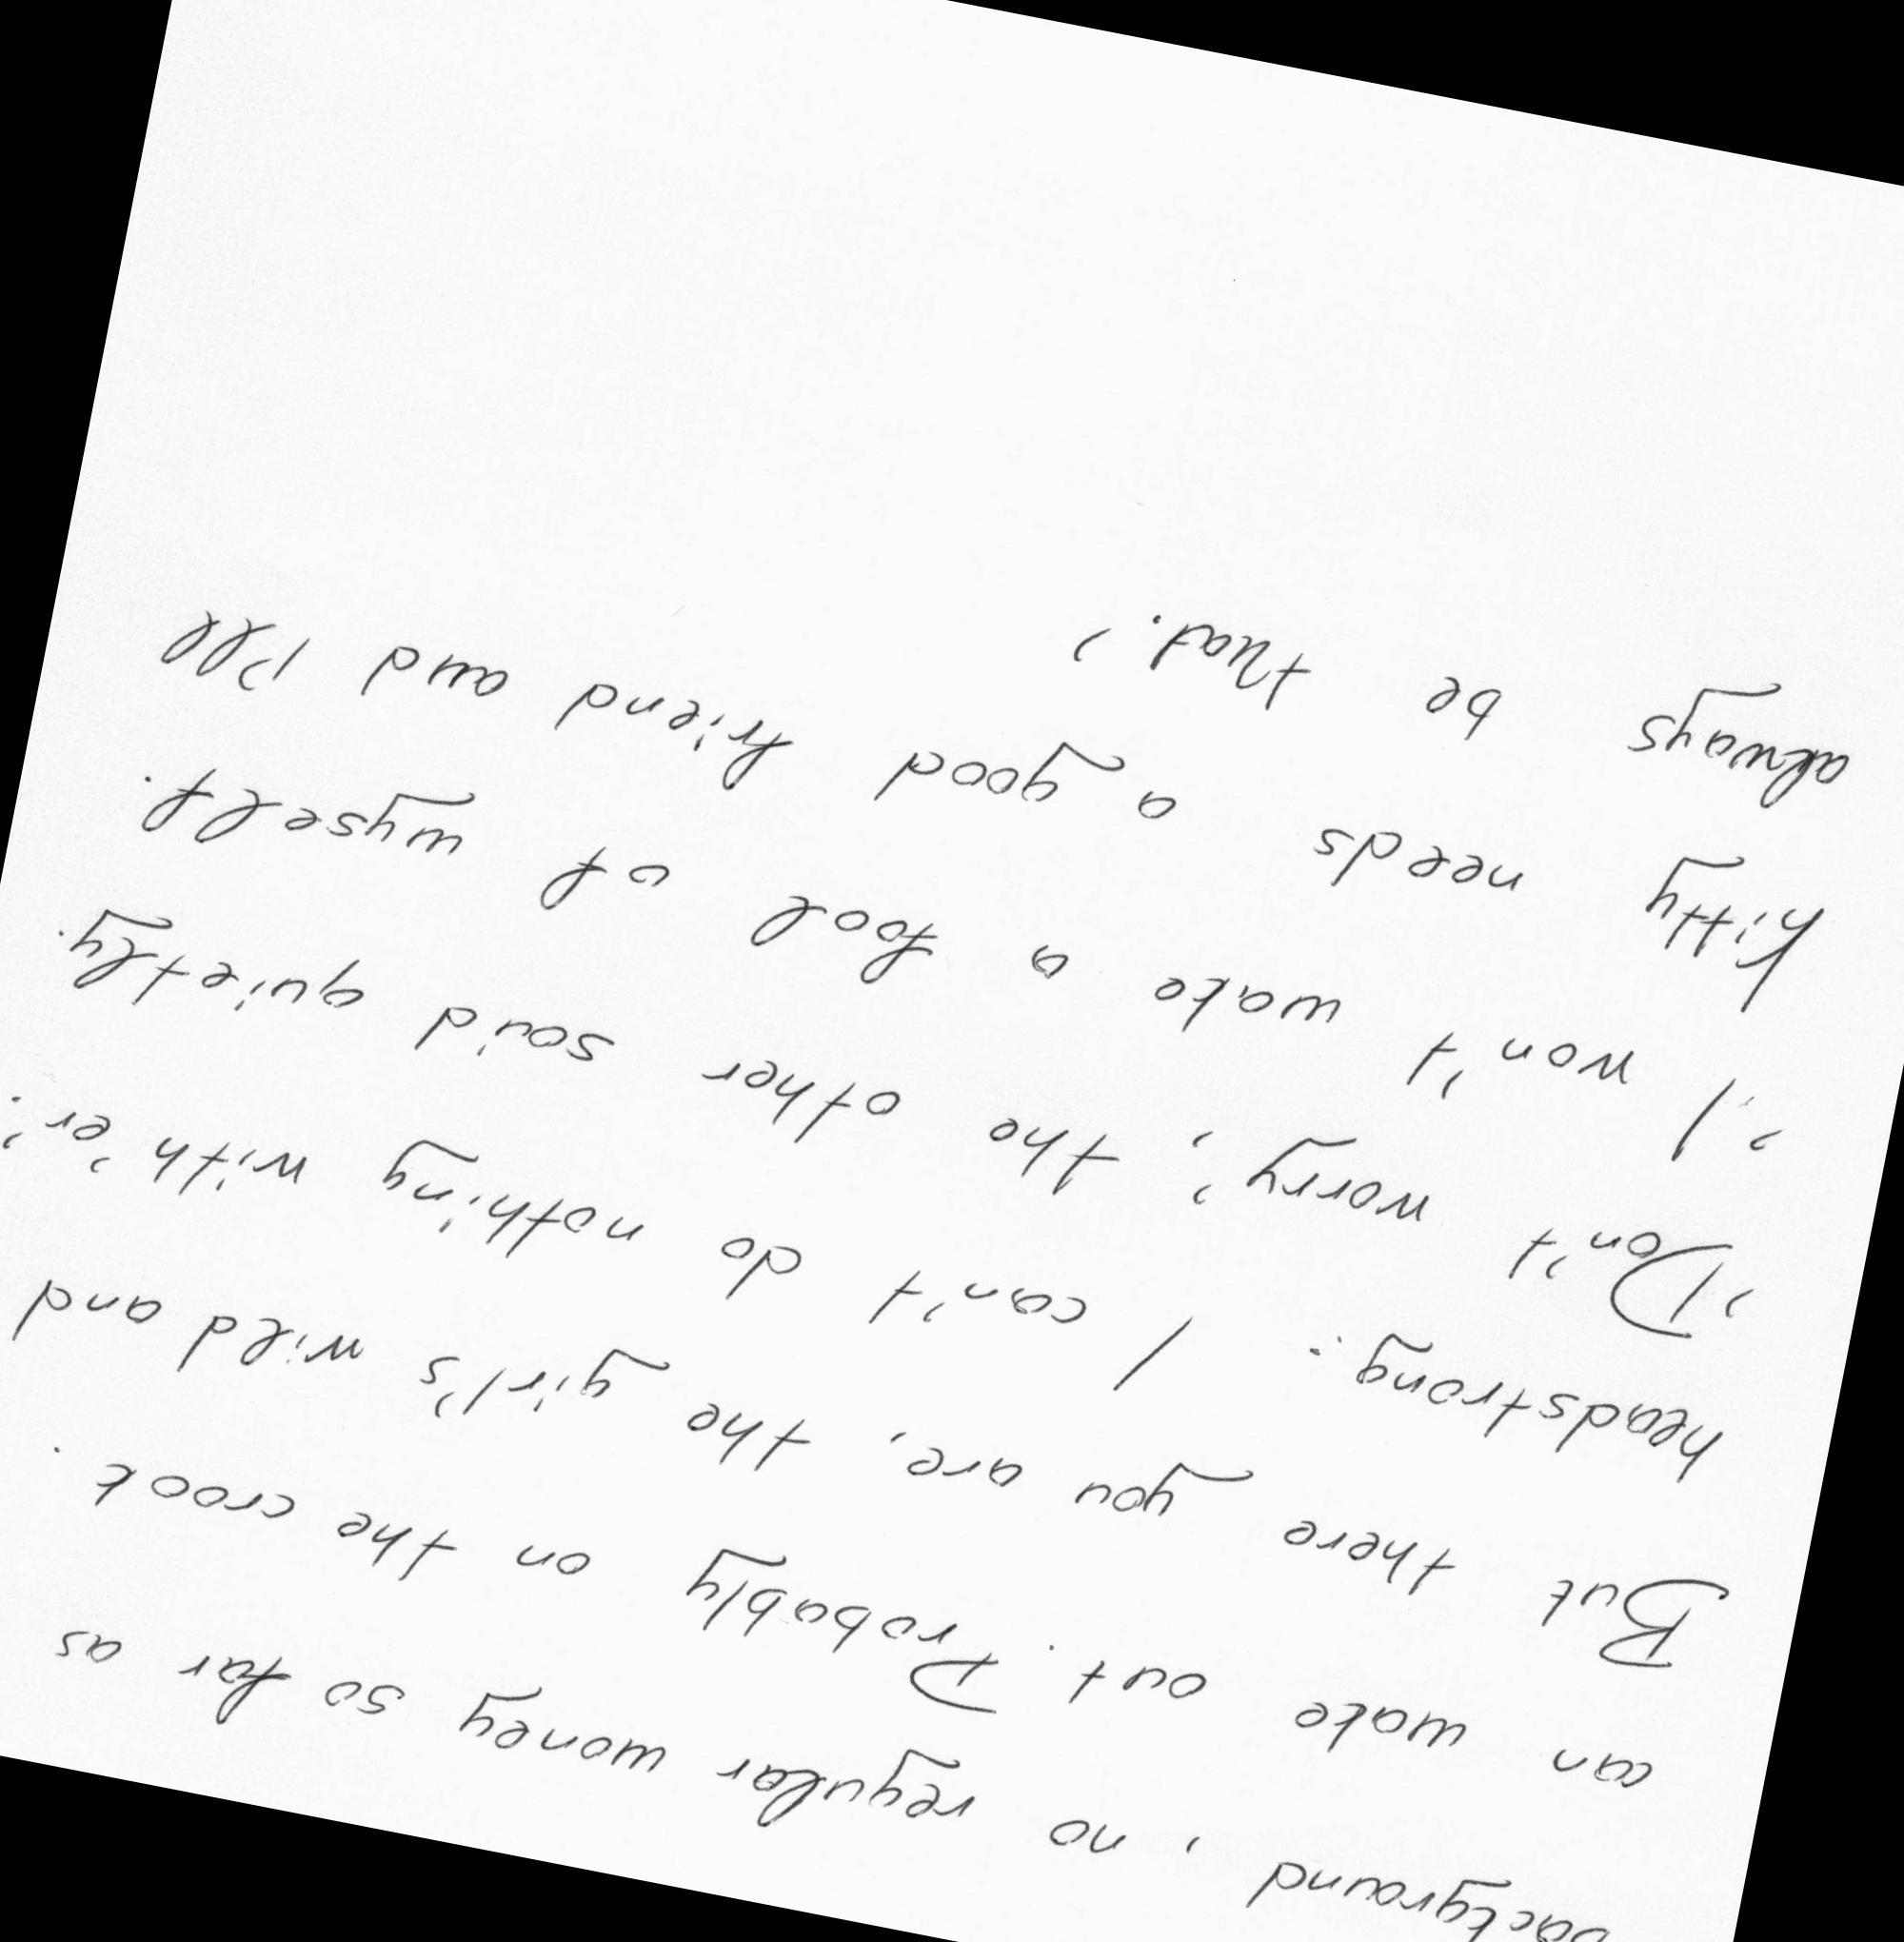 background, no regular money so far as
can make out. Probably on the crook.
But there you are, the girl's wild and
headstrong. I can't do nothing with 'er.'
'Don't worry', the other said quietly.
'I won't make a fool of myself.
Kitty needs a good friend and I'll
always be that.'